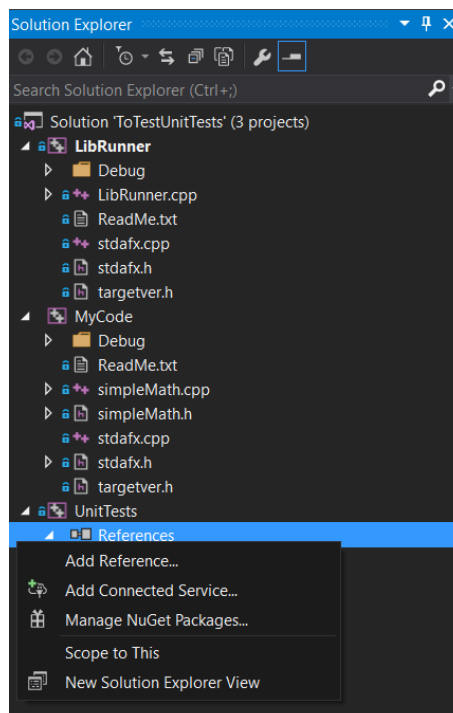 Solution Explorer
Search Solution Explorer (Ctrl+;)
Solution 'ToTestUnitTests' (3 projects)
LibRunner
Debug
LibRunner.cpp
ReadMe.txt
stdafx.cpp
stdafx.h
targetver.h
MyCode
Debug
ReadMe.txt
simpleMath.cpp
simpleMath.h
stdafx.cpp
stdafx.h
targetver.h
UnitTests
References
Add Reference...
Add Connected Service...
Manage NuGet Packages...
Scope to This
New Solution Explorer View